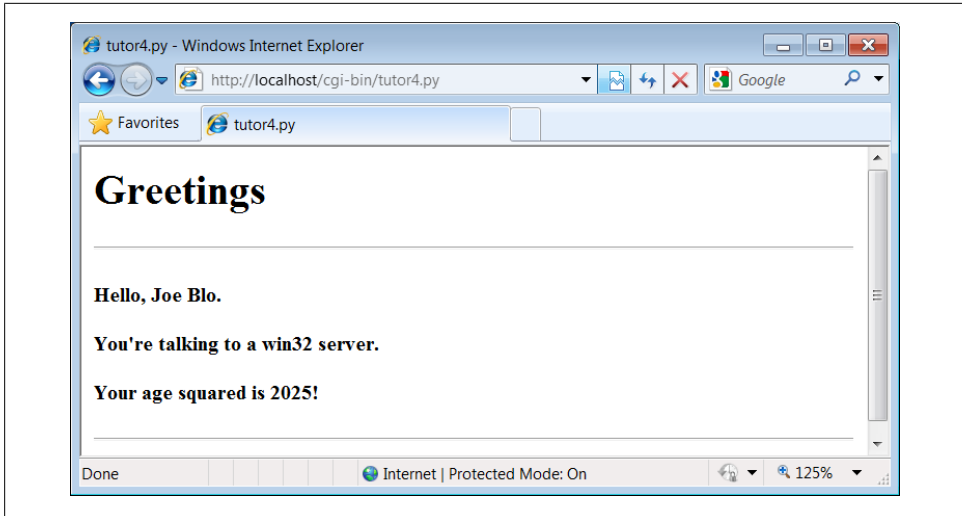 tutor4.py - Windows Internet Explorer
http://localhost/cgi-bin/tutor4.py
Google
Favorites
tutor4.py
Greetings
Hello, Joe Blo.
You're talking to a win32 server.
Your age squared is 2025!
Done
Internet | Protected Mode: On
125%